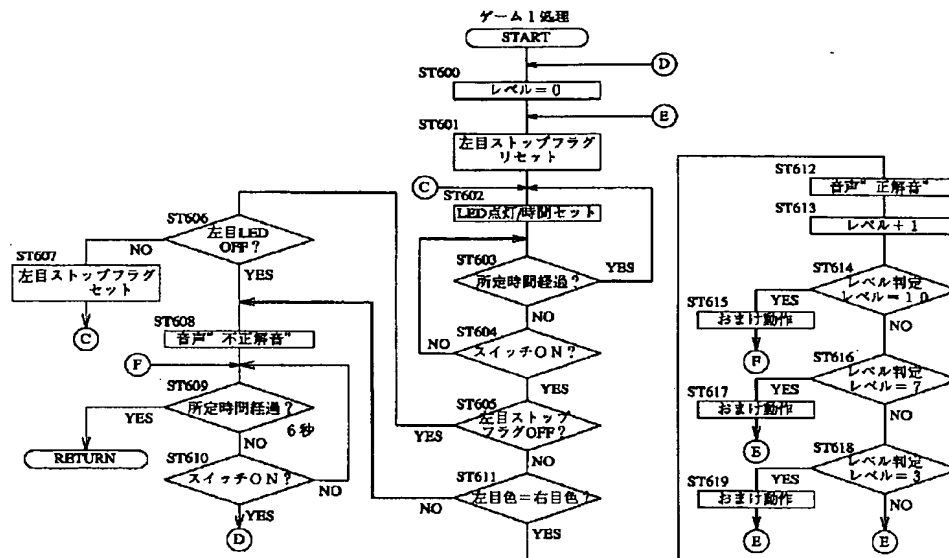 ゲーム1処理
START
D
ST600
レベル=0
E
ST601
左目ストップフラグ
リセット
C
ST602
LED点灯/時間セット
ST603
所定時間経過?
YES
NO
ST604
スイッチON?
NO
YES
ST605
左目ストップ
フラグOFF?
YES
NO
ST611
左目色=右目色?
NO
YES
ST606
左目LED
OFF?
NO
YES
ST607
左目ストップフラグ
セット
C
ST608
音声"不正解音"
F
ST609
所定時間経過?
6秒
YES
NO
RETURN
ST610
スイッチON?
NO
YES
D
ST612
音声"正解音"
ST613
レベル+1
ST614
レベル判定
レベル=10
YES
NO
ST615
おまけ動作
F
ST616
レベル判定
レベル=7
YES
NO
ST617
おまけ動作
E
ST618
レベル判定
レベル=3
YES
NO
ST619
おまけ動作
E
E